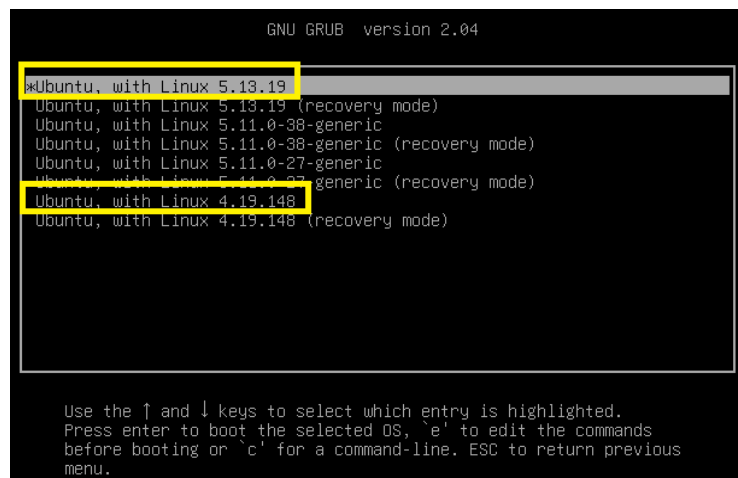 GNU GRUB  version 2.04
*Ubuntu, with Linux 5.13.19
Ubuntu, with Linux 5.13.19 (recovery mode)
Ubuntu, with Linux 5.11.0-38-generic
Ubuntu, with Linux 5.11.0-38-generic (recovery mode)
Ubuntu, with Linux 5.11.0-27-generic
Ubuntu, with Linux 5.11.0-27-generic (recovery mode)
Ubuntu, with Linux 4.19.148
Ubuntu, with Linux 4.19.148 (recovery mode)
Use the ↑ and ↓ keys to select which entry is highlighted.
Press enter to boot the selected OS, `e' to edit the commands
before booting or `c' for a command-line. ESC to return previous
menu.